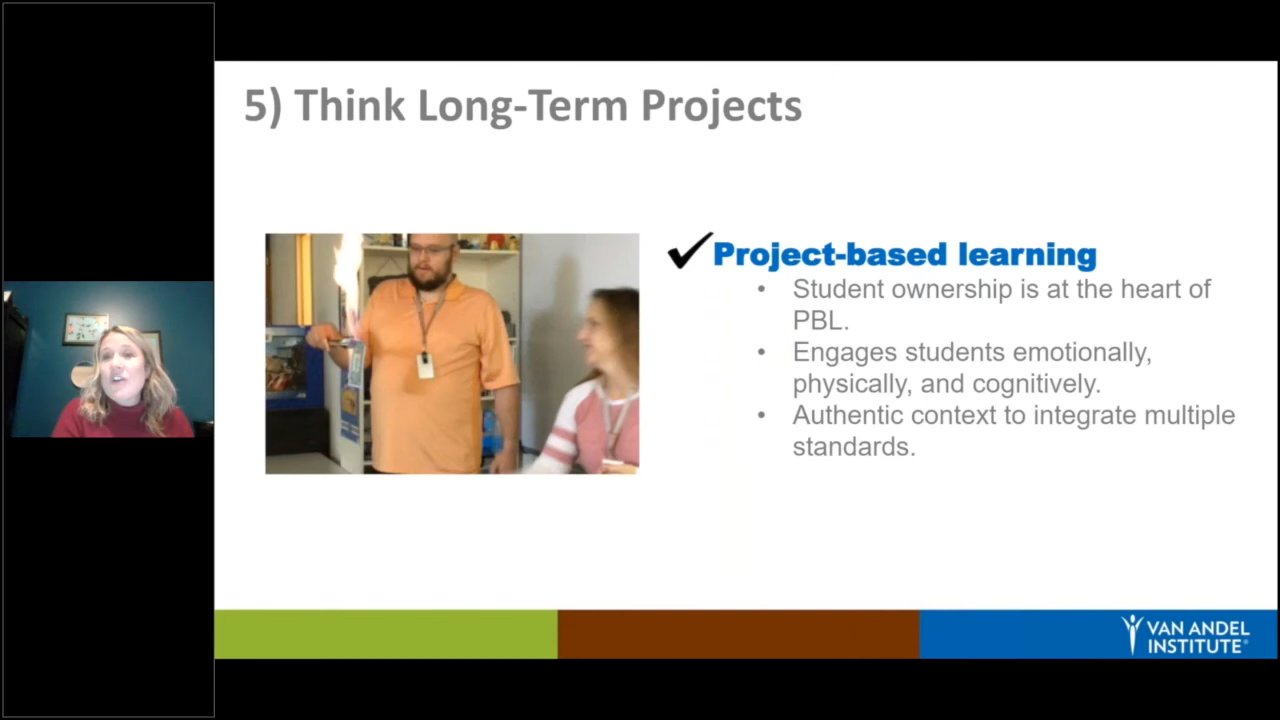 5) Think Long-Term Projects
✔Project-based learning
• Student ownership is at the heart of
PBL.
• Engages students emotionally,
physically, and cognitively.
• Authentic context to integrate multiple
standards.
VAN ANDEL
INSTITUTE®